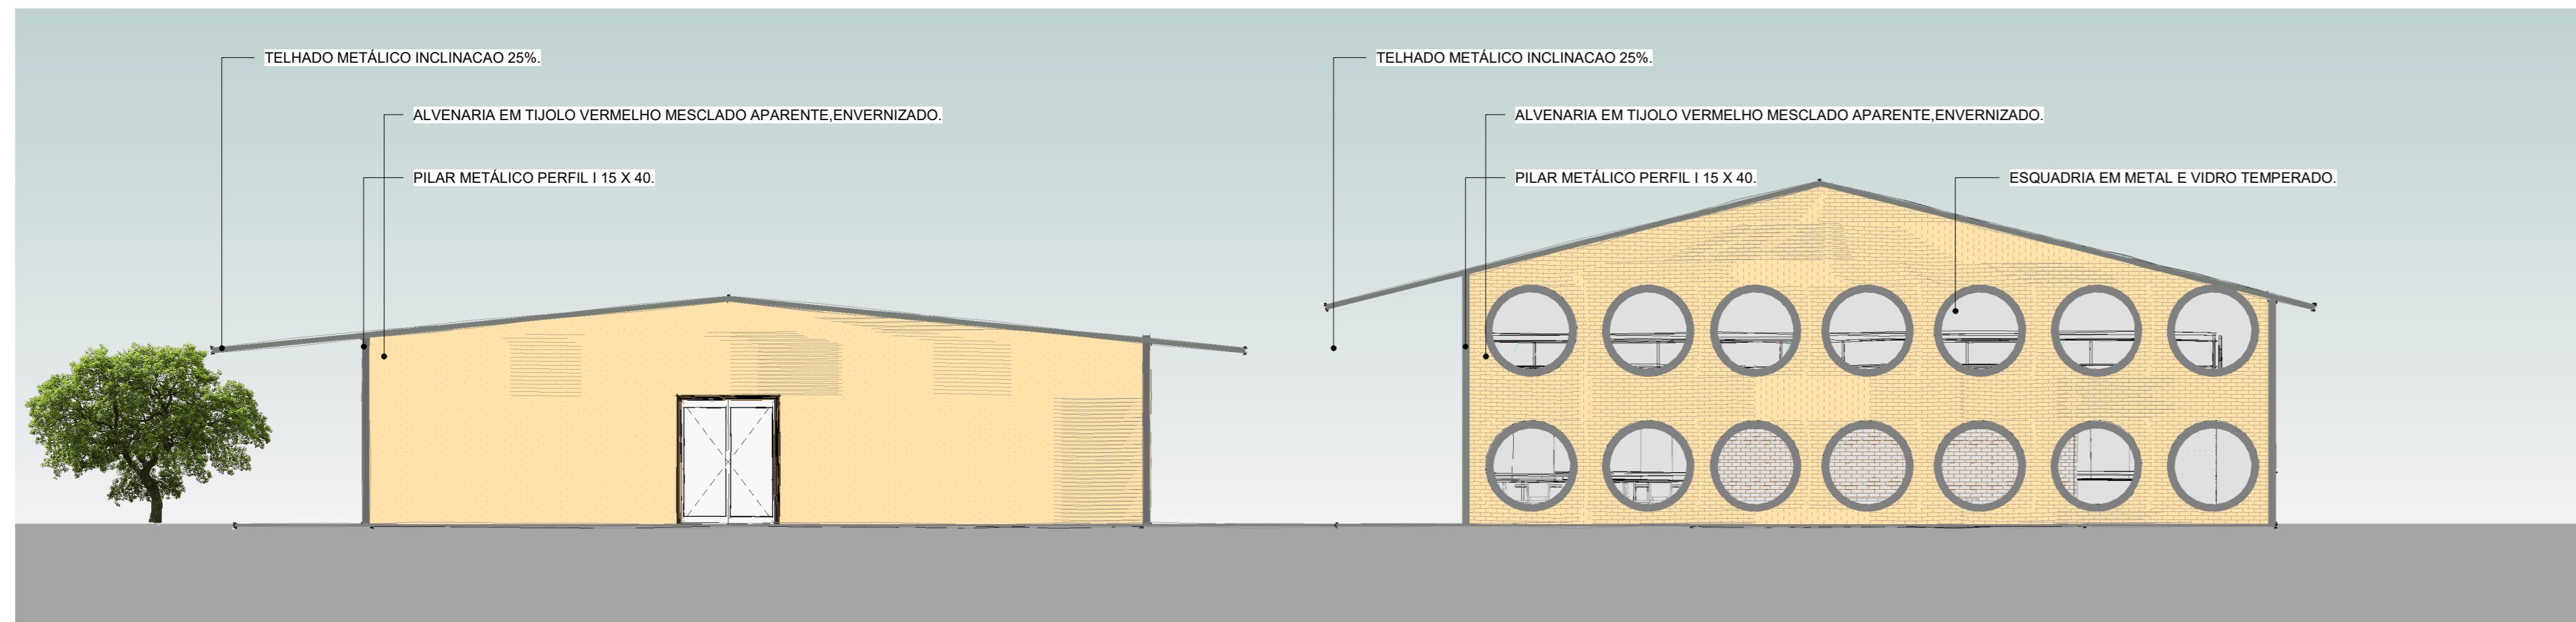 TELHADO METÁLICO INCLINACAO 25%.
TELHADO METÁLICO INCLINACAO 25%.
ALVENARIA EM TIJOLO VERMELHO MESCLADO APARENTE,ENVERNIZADO.
ALVENARIA EM TIJOLO VERMELHO MESCLADO APARENTE,ENVERNIZADO.
PILAR METÁLICO PERFIL I 15 X 40.
PILAR METÁLICO PERFIL I 15 X 40.
ESQUADRIA EM METAL E VIDRO TEMPERADO.